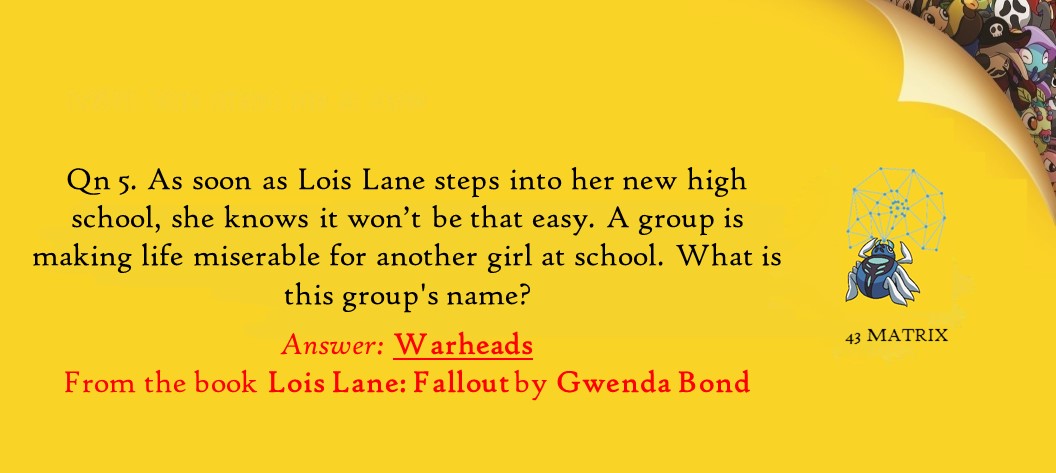 Qn 5. As soon as Lois Lane steps into her new high
school, she knows it won’t be that easy. A group is
making life miserable for another girl at school. What is
this group's name?
Answer: Warheads
From the book Lois Lane: Fallout by Gwenda Bond
43 MATRIX